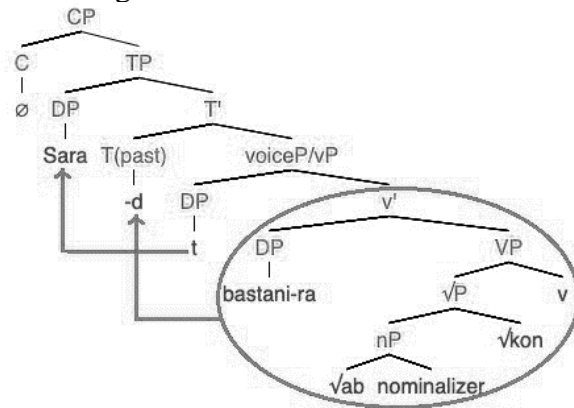 CP
C TP
∅ DP T'
Sara T(past) voiceP/vP
-d DP v'
t DP VP
bastani-ra √P v
nP √kon
√ab nominalizer